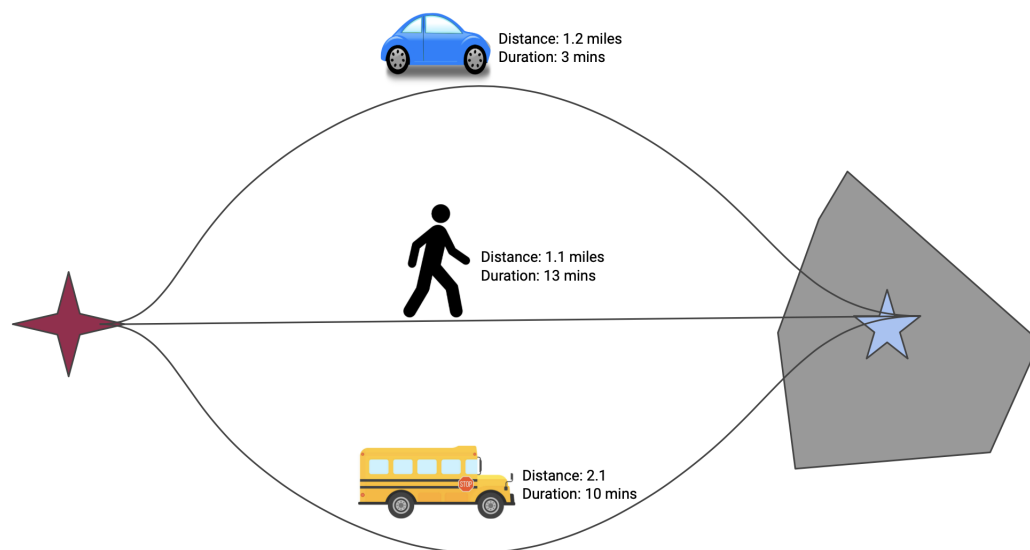 Distance: 1.2 miles
Duration: 3 mins
Distance: 1.1 miles
Duration: 13 mins
Distance: 2.1
Duration: 10 mins
STOP